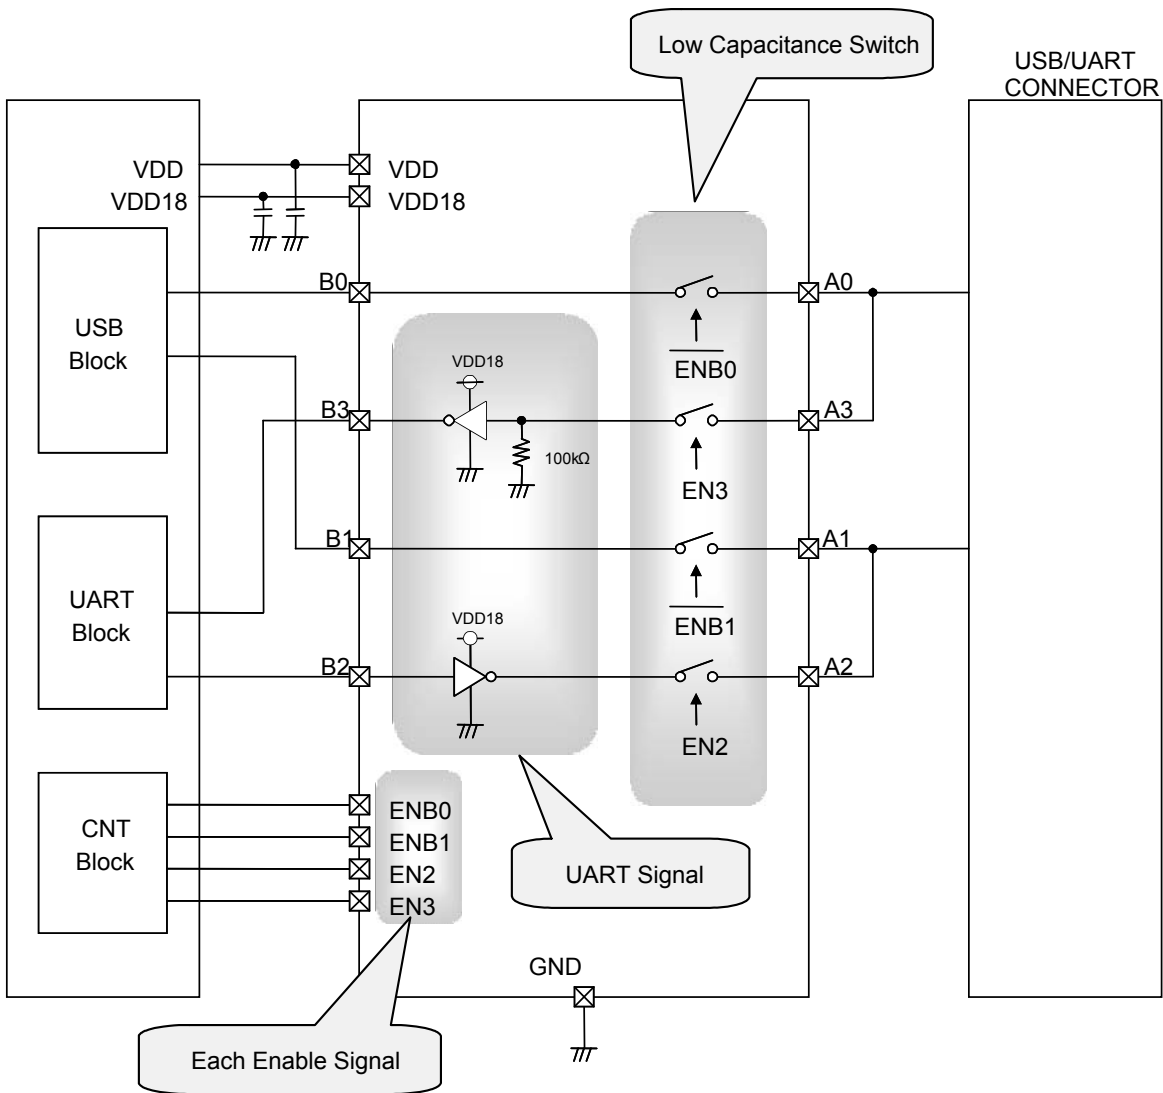 Low Capacitance Switch
USB/UART
CONNECTOR
VDD
VDD18
VDD
VDD18
USB
Block
B0
A0
ENB0
VDD18
B3
A3
100kΩ
EN3
UART
Block
B1
A1
ENB1
VDD18
B2
A2
EN2
CNT
Block
ENB0
ENB1
EN2
EN3
UART Signal
GND
Each Enable Signal